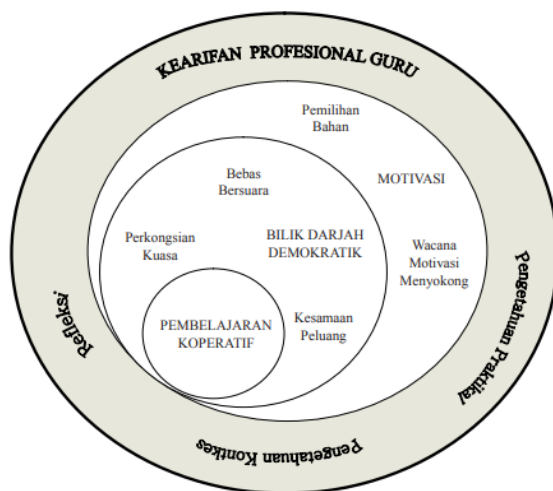 KEARIFAN PROFESIONAL GURU
Pemilihan
Bahan
MOTIVASI
Bebas
Bersuara
Perkongsian
Kuasa
BILIK DARJAH
DEMOKRATIK
Wacana
Motivasi
Menyokong
PEMBELAJARAN
KOPERATIF
Kesamaan
Peluang
Refleksi
Pengetahuan Kontkes
Pengetahuan Praktikal